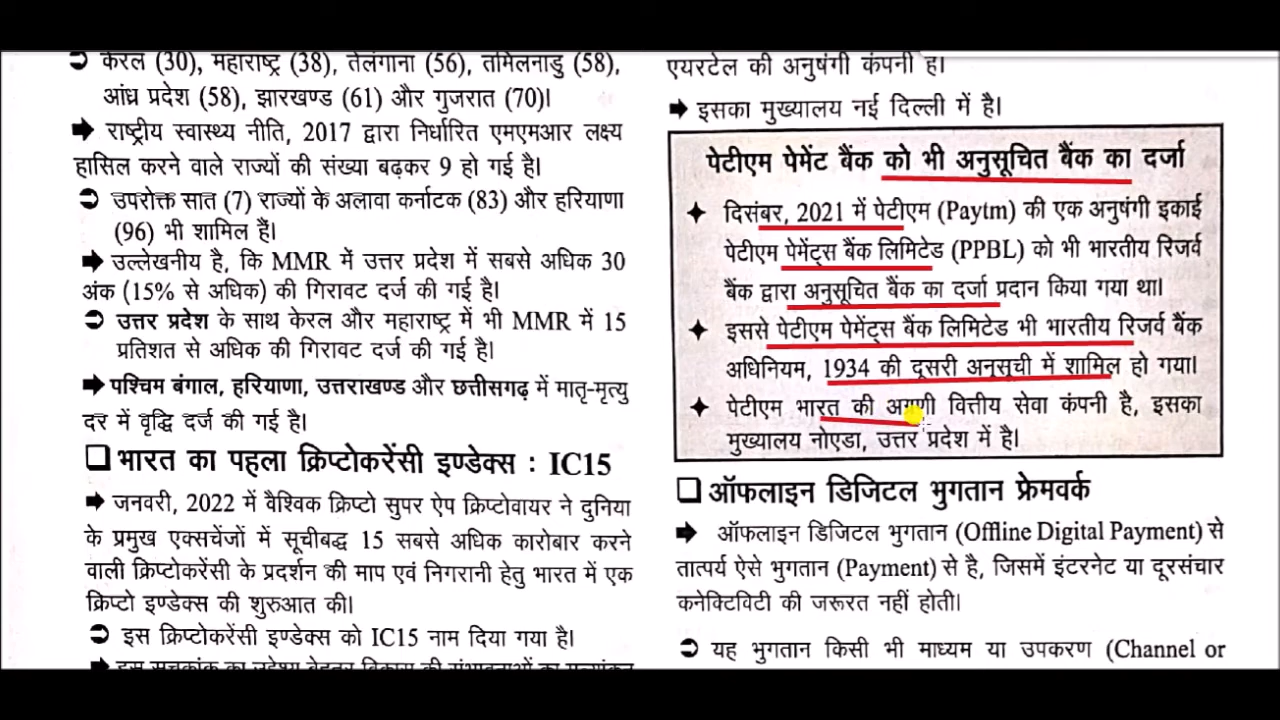 ➲ केरल (30), महाराष्ट्र (38), तेलंगाना (56), तमिलनाडु (58),
आंध्र प्रदेश (58), झारखण्ड (61) और गुजरात (70)।
➡ राष्ट्रीय स्वास्थ्य नीति, 2017 द्वारा निर्धारित एमएमआर लक्ष्य
हासिल करने वाले राज्यों की संख्या बढ़कर 9 हो गई है।
➲ उपरोक्त सात (7) राज्यों के अलावा कर्नाटक (83) और हरियाणा
(96) भी शामिल हैं।
➡ उल्लेखनीय है, कि MMR में उत्तर प्रदेश में सबसे अधिक 30
अंक (15% से अधिक) की गिरावट दर्ज की गई है।
➲ उत्तर प्रदेश के साथ केरल और महाराष्ट्र में भी MMR में 15
प्रतिशत से अधिक की गिरावट दर्ज की गई है।
➡ पश्चिम बंगाल, हरियाणा, उत्तराखण्ड और छत्तीसगढ़ में मातृ-मृत्यु
दर में वृद्धि दर्ज की गई है।
❑ भारत का पहला क्रिप्टोकरेंसी इण्डेक्स : IC15
➡ जनवरी, 2022 में वैश्विक क्रिप्टो सुपर ऐप क्रिप्टोवायर ने दुनिया
के प्रमुख एक्सचेंजों में सूचीबद्ध 15 सबसे अधिक कारोबार करने
वाली क्रिप्टोकरेंसी के प्रदर्शन की माप एवं निगरानी हेतु भारत में एक
क्रिप्टो इण्डेक्स की शुरुआत की।
➲ इस क्रिप्टोकरेंसी इण्डेक्स को IC15 नाम दिया गया है।
➡ इस सूचकांक का उद्देश्य बेहतर विकास की संभावनाओं का मूल्यांकन
एयरटेल की अनुषंगी कंपनी है।
➡ इसका मुख्यालय नई दिल्ली में है।
पेटीएम पेमेंट बैंक को भी अनुसूचित बैंक का दर्जा
✦ दिसंबर, 2021 में पेटीएम (Paytm) की एक अनुषंगी इकाई
पेटीएम पेमेंट्स बैंक लिमिटेड (PPBL) को भी भारतीय रिजर्व
बैंक द्वारा अनुसूचित बैंक का दर्जा प्रदान किया गया था।
✦ इससे पेटीएम पेमेंट्स बैंक लिमिटेड भी भारतीय रिजर्व बैंक
अधिनियम, 1934 की दूसरी अनुसूची में शामिल हो गया।
✦ पेटीएम भारत की अग्रणी वित्तीय सेवा कंपनी है, इसका
मुख्यालय नोएडा, उत्तर प्रदेश में है।
❑ ऑफलाइन डिजिटल भुगतान फ्रेमवर्क
➡ ऑफलाइन डिजिटल भुगतान (Offline Digital Payment) से
तात्पर्य ऐसे भुगतान (Payment) से है, जिसमें इंटरनेट या दूरसंचार
कनेक्टिविटी की जरूरत नहीं होती।
➲ यह भुगतान किसी भी माध्यम या उपकरण (Channel or